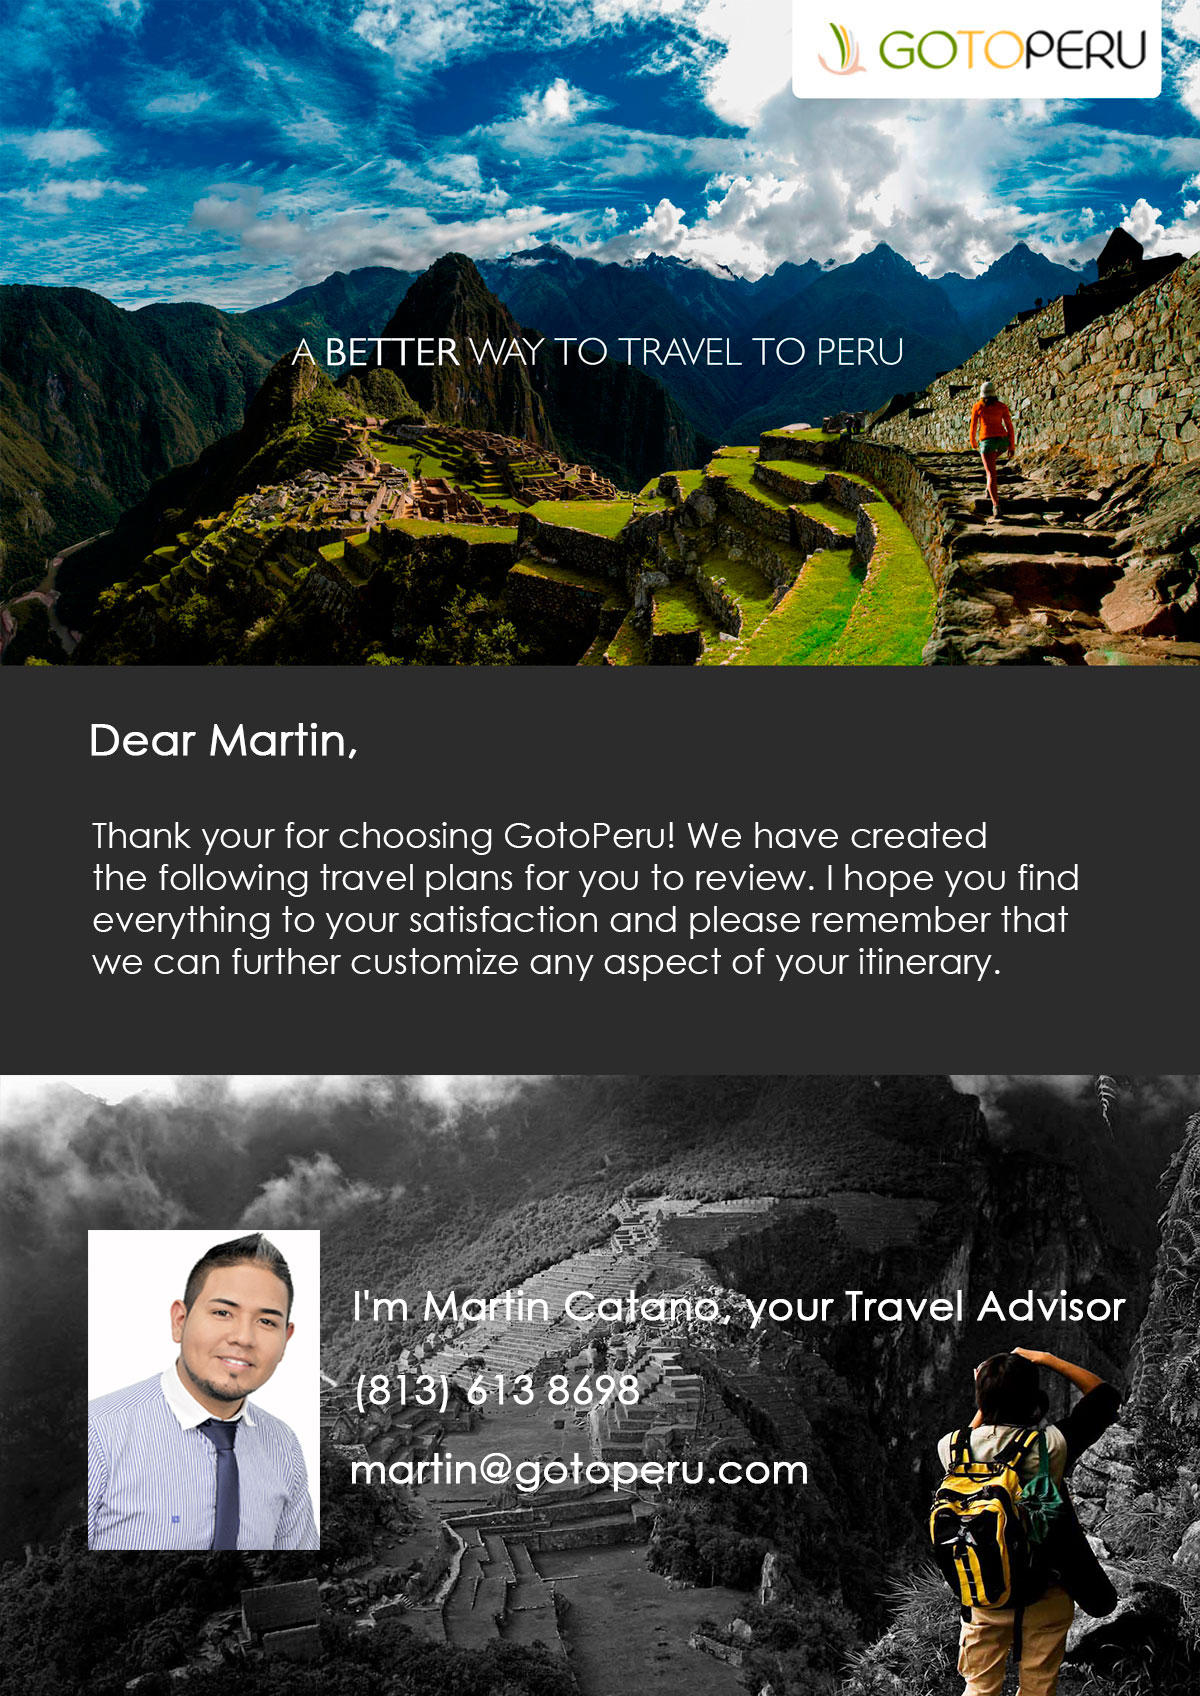 GOTOPERU
A BETTER WAY TO TRAVEL TO PERU
Dear Martin,
Thank your for choosing GotoPeru! We have created
the following travel plans for you to review. I hope you find
everything to your satisfaction and please remember that
we can further customize any aspect of your itinerary.
I'm Martin Catano, your Travel Advisor
(813) 613 8698
martin@gotoperu.com